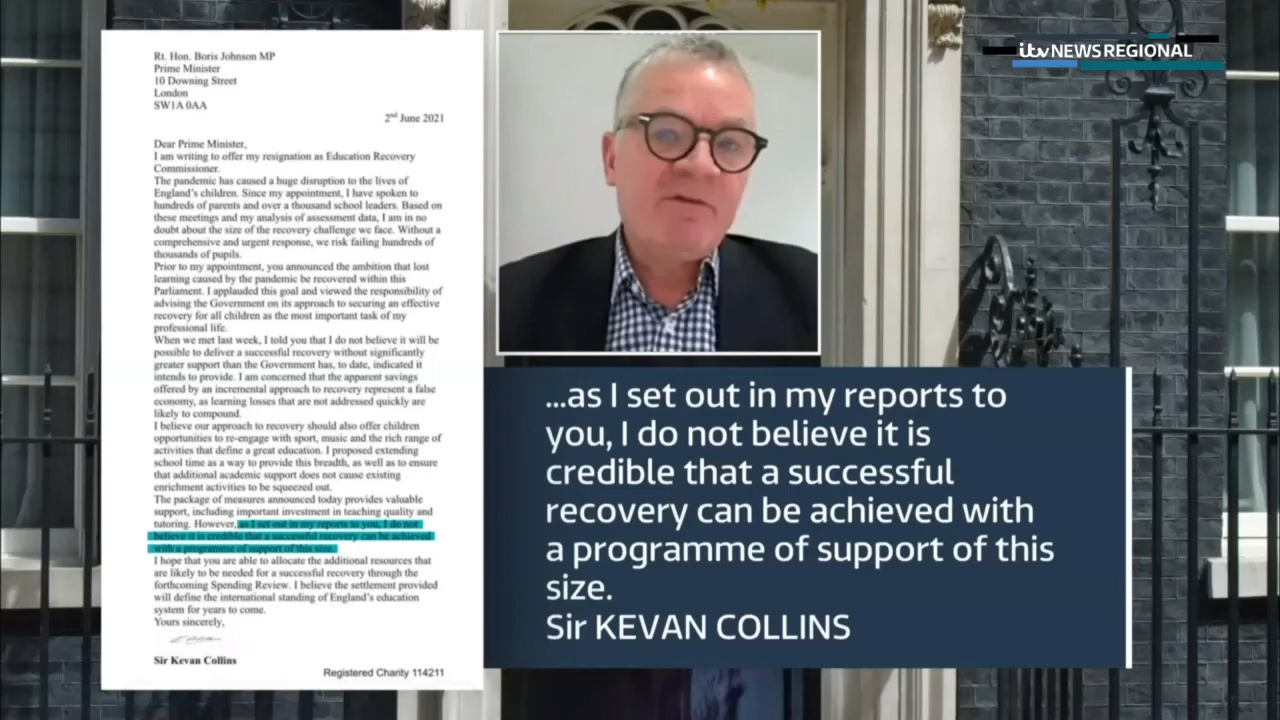 Rt. Hon. Boris Johnson MP
Prime Minister
10 Downing Street
London
SW1A 0AA
2nd June 2021
Dear Prime Minister,
I am writing to offer my resignation as Education Recovery
Commissioner.
The pandemic has caused a huge disruption to the lives of
England's children. Since my appointment, I have spoken to
hundreds of parents and over a thousand school leaders. Based on
these meetings and my analysis of assessment data, I am in no
doubt about the size of the recovery challenge we face. Without a
comprehensive and urgent response, we risk failing hundreds of
thousands of pupils.
Prior to my appointment, you announced the ambition that lost
learning caused by the pandemic be recovered within this
Parliament. I applauded this goal and viewed the responsibility of
advising the Government on its approach to securing an effective
recovery for all children as the most important task of my
professional life.
When we met last week, I told you that I do not believe it will be
possible to deliver a successful recovery without significantly
greater support than the Government has, to date, indicated it
intends to provide. I am concerned that the apparent savings
offered by an incremental approach to recovery represent a false
economy, as learning losses that are not addressed quickly are
likely to compound.
I believe our approach to recovery should also offer children
opportunities to re-engage with sport, music and the rich range of
activities that define a great education. I proposed extending
school time as a way to provide this breadth, as well as to ensure
that additional academic support does not cause existing
enrichment activities to be squeezed out.
The package of measures announced today provides valuable
support, including important investment in teaching quality and
tutoring. However, as I set out in my reports to you, I do not
believe it is credible that a successful recovery can be achieved
with a programme of support of this size.
I hope that you are able to allocate the additional resources that
are likely to be needed for a successful recovery through the
forthcoming Spending Review. I believe the settlement provided
will define the international standing of England's education
system for years to come.
Yours sincerely,
Sir Kevan Collins
Registered Charity 114211
itv NEWS REGIONAL
...as I set out in my reports to
you, I do not believe it is
credible that a successful
recovery can be achieved with
a programme of support of this
size.
Sir KEVAN COLLINS